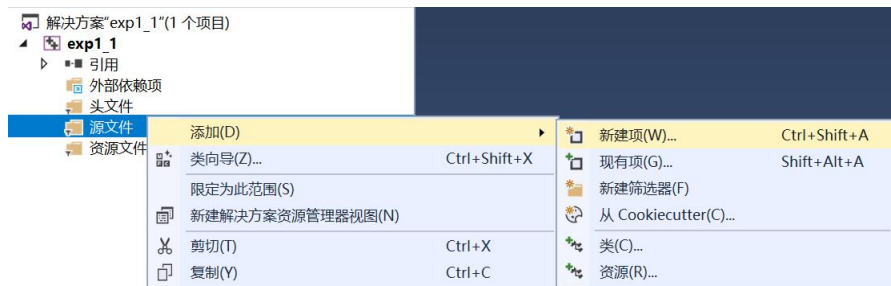 解决方案"exp1_1"(1 个项目)
exp1_1
引用
外部依赖项
头文件
源文件
资源文件
添加(D)
类向导(Z)... Ctrl+Shift+X
限定为此范围(S)
新建解决方案资源管理器视图(N)
剪切(T) Ctrl+X
复制(Y) Ctrl+C
新建项(W)... Ctrl+Shift+A
现有项(G)... Shift+Alt+A
新建筛选器(F)
从 Cookiecutter(C)...
类(C)...
资源(R)...